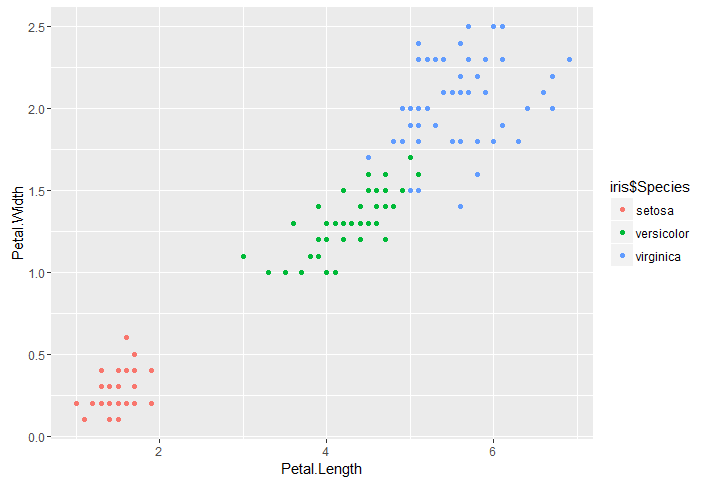 2.5
2.0
1.5
1.0
0.5
0.0
Petal.Width
2 4 6
Petal.Length
iris$Species
setosa
versicolor
virginica